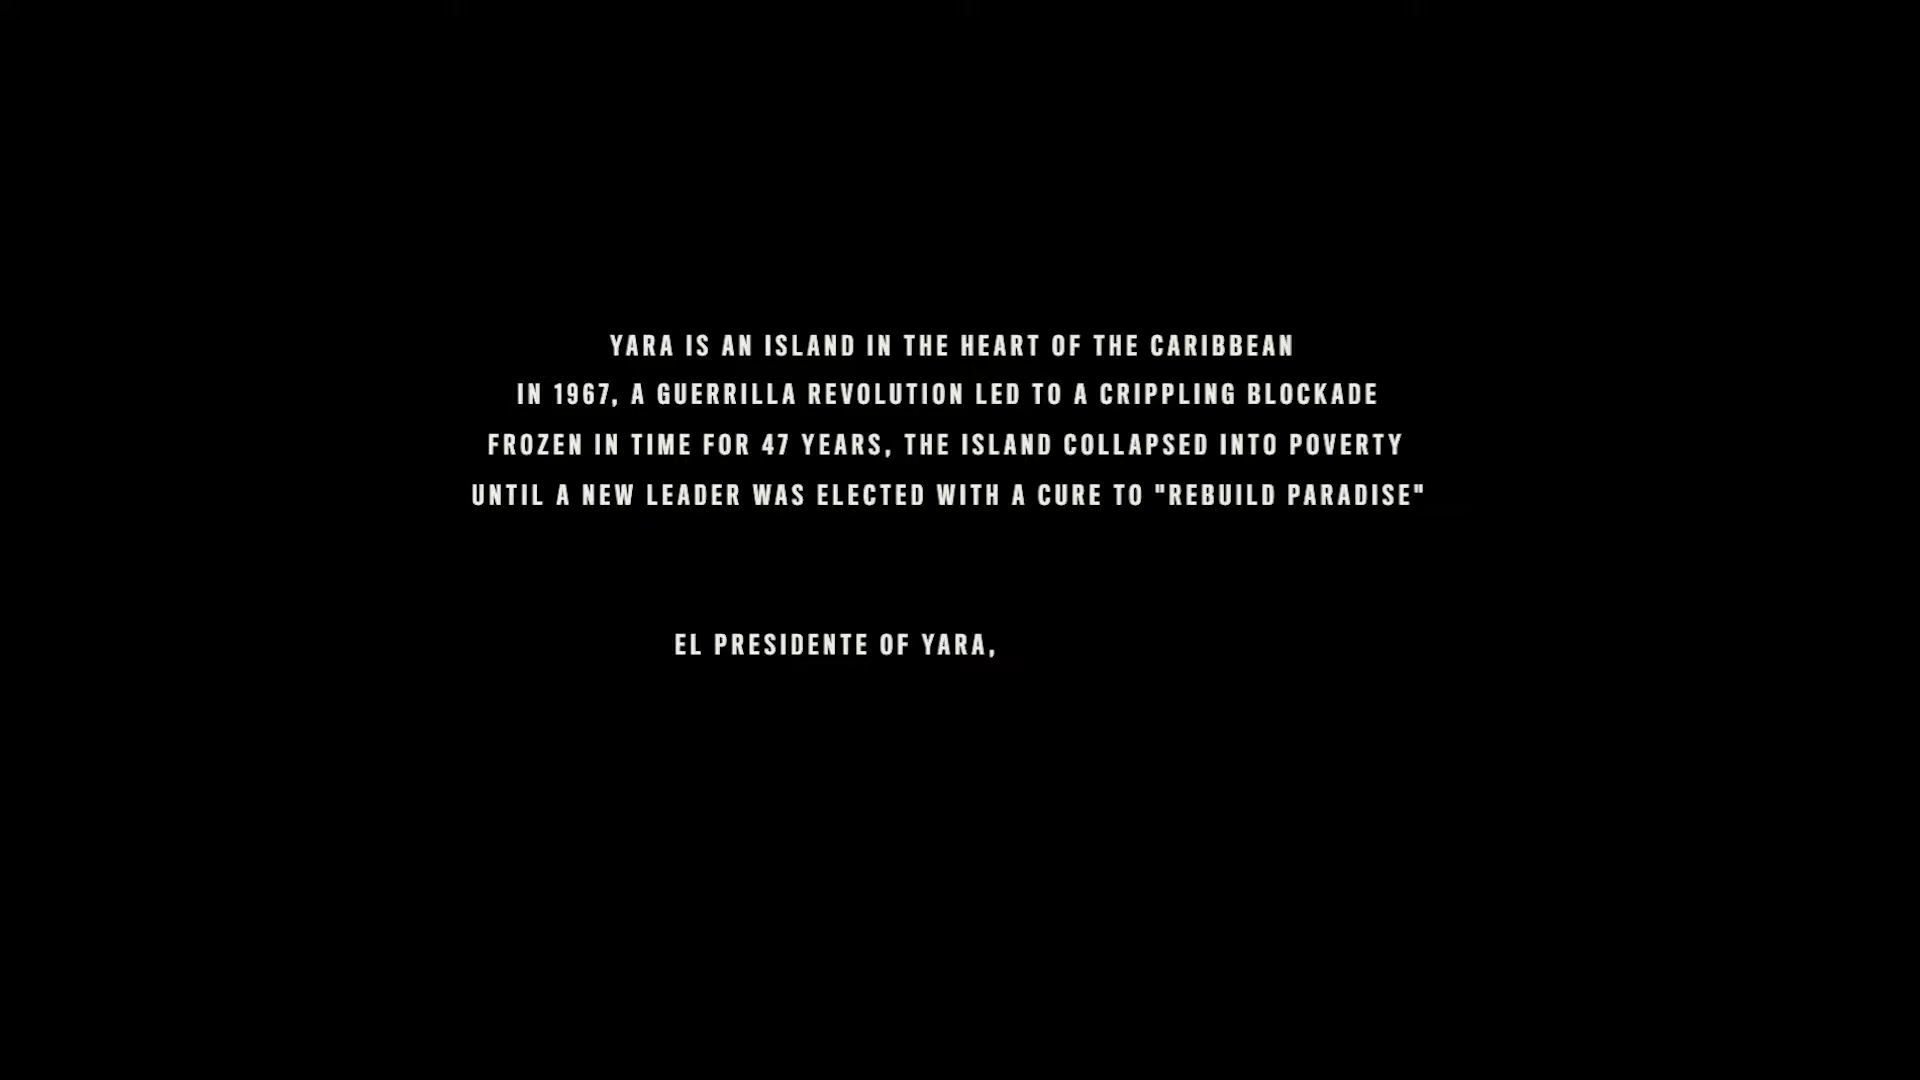 YARA IS AN ISLAND IN THE HEART OF THE CARIBBEAN
IN 1967, A GUERRILLA REVOLUTION LED TO A CRIPPLING BLOCKADE
FROZEN IN TIME FOR 47 YEARS, THE ISLAND COLLAPSED INTO POVERTY
UNTIL A NEW LEADER WAS ELECTED WITH A CURE TO "REBUILD PARADISE"
EL PRESIDENTE OF YARA,